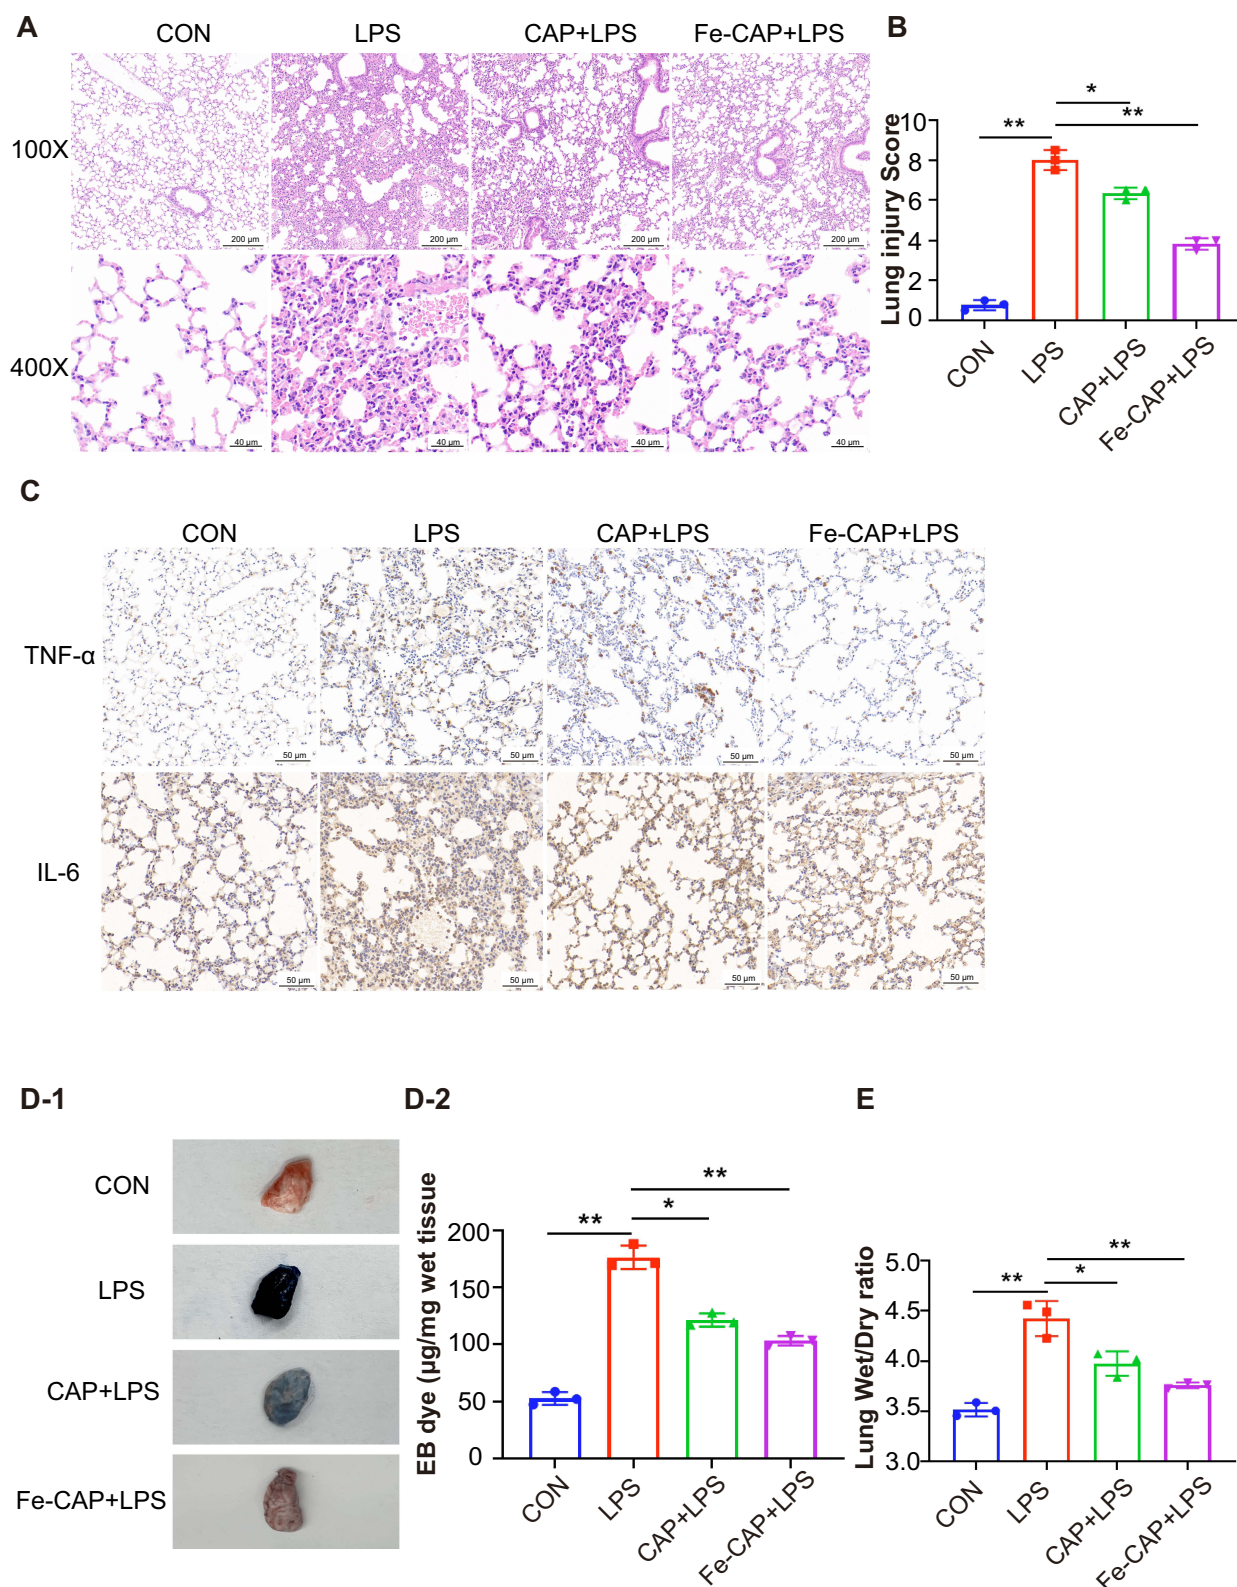 A
CON
LPS
CAP+LPS
Fe-CAP+LPS
100X
200 μm
200 μm
200 μm
200 μm
400X
40 μm
40 μm
40 μm
40 μm
B
*
**
**
Lung injury Score
10
8
6
4
2
0
CON
LPS
CAP+LPS
Fe-CAP+LPS
C
CON
LPS
CAP+LPS
Fe-CAP+LPS
TNF-α
50 μm
50 μm
50 μm
50 μm
IL-6
50 μm
50 μm
50 μm
50 μm
D-1
CON
LPS
CAP+LPS
Fe-CAP+LPS
D-2
**
*
**
EB dye (μg/mg wet tissue
200
150
100
50
0
CON
LPS
CAP+LPS
Fe-CAP+LPS
E
**
*
**
Lung Wet/Dry ratio
5.0
4.5
4.0
3.5
3.0
CON
LPS
CAP+LPS
Fe-CAP+LPS